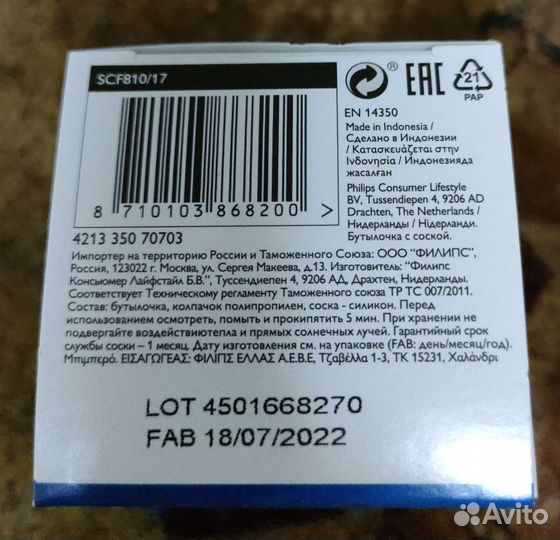 SCF810/17
8 710103 868200 >
4213 350 70703
® EAC 21
PAP
EN 14350
Made in Indonesia /
Сделано в Индонезии
/ Κατασκευάζεται στην
Ινδονησία / Индонезияда
жасалған
Philips Consumer Lifestyle
BV, Tussendiepen 4, 9206 AD
Drachten, The Netherlands /
Нидерланды / Нідерланди.
Бутылочка с соской.
Импортер на территорию России и Таможенного Союза: ООО "ФИЛИПС",
Россия, 123022 г. Москва, ул. Сергея Макеева, д.13. Изготовитель: "Филипс
Консьюмер Лайфстайл Б.В.", Туссендиепен 4, 9206 АД, Драхтен, Нидерланды.
Соответствует Техническому регламенту Таможенного союза ТР ТС 007/2011.
Состав: бутылочка, колпачок полипропилен, соска - силикон. Перед
использованием осмотреть, помыть и прокипятить 5 мин. При хранении не
подвергайте воздействиютепла и прямых солнечных лучей. Гарантийный срок
службы соски – 1 месяц. Дату изготовления см. на упаковке (FAB: день/месяц/год).
Μπιμπερό. ΕΙΣΑΓΩΓΕΑΣ: ΦΙΛΙΠΣ ΕΛΛΑΣ Α.Ε.Β.Ε, Τζαβέλλα 1-3, ΤΚ 15231, Χαλάνδρι
LOT 4501668270
FAB 18/07/2022
Avito